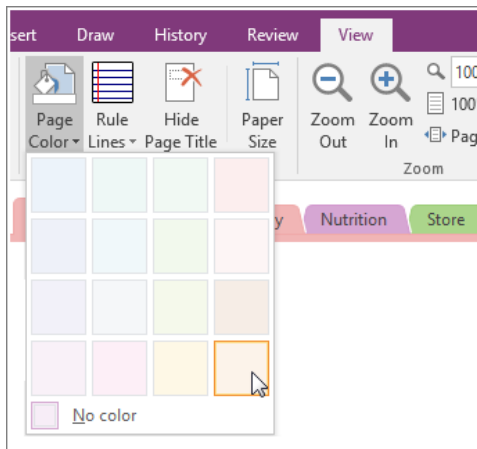 sert Draw History Review View
Page Color Rule Lines Hide Page Title Paper Size Zoom Out Zoom In 100
100
Pag
Zoom
y Nutrition Store
No color